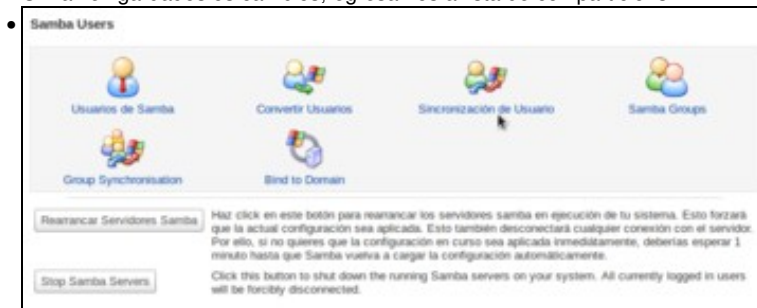 Samba Users
Usuarios de Samba
Convertir Usuarios
Sincronización de Usuario
Samba Groups
Group Synchronisation
Bind to Domain
Rearrancar Servidores Samba
Haz click en este botón para rearrancar los servidores samba en ejecución de tu sistema. Esto forzará
que la actual configuración sea aplicada. Esto también desconectará cualquier conexión con el servidor.
Por ello, si no quieres que la configuración en curso sea aplicada inmediátamente, deberías esperar 1
minuto hasta que Samba vuelva a cargar la configuración automáticamente.
Stop Samba Servers
Click this button to shut down the running Samba servers on your system. All currently logged in users
will be forcibly disconnected.